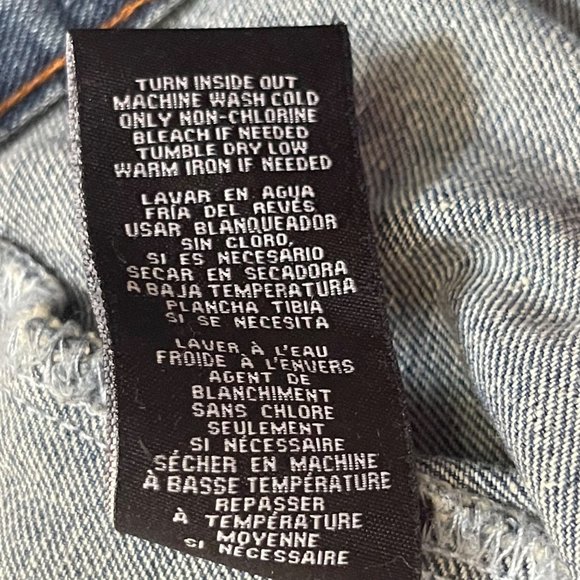 TURN INSIDE OUT
MACHINE WASH COLD
ONLY NON-CHLORINE
BLEACH IF NEEDED
TUMBLE DRY LOW
WARM IRON IF NEEDED
LAVAR EN AGUA
FRÍA DEL REVÉS
USAR BLANQUEADOR
SIN CLORO,
SI ES NECESARIO
SECAR EN SECADORA
A BAJA TEMPERATURA
PLANCHA TIBIA
SI SE NECESITA
LAVER À L'EAU
FROIDE À L'ENVERS
AGENT DE
BLANCHIMENT
SANS CHLORE
SEULEMENT
SI NÉCESSAIRE
SÉCHER EN MACHINE
À BASSE TEMPÉRATURE
REPASSER
À TEMPÉRATURE
MOYENNE
SI NÉCESSAIRE